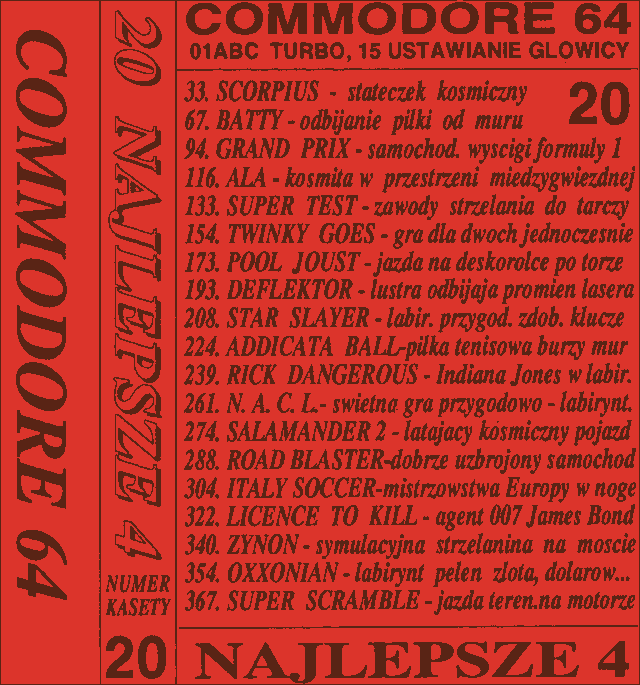 COMMODORE 64
20 NAJLEPSZE 4
NUMER
KASETY
20
COMMODORE 64
01ABC TURBO, 15 USTAWIANIE GLOWICY
20
33. SCORPIUS - stateczek kosmiczny
67. BATTY - odbijanie pilki od muru
94. GRAND PRIX - samochod. wyscigi formuly 1
116. ALA - kosmita w przestrzeni miedzygwiezdnej
133. SUPER TEST - zawody strzelania do tarczy
154. TWINKY GOES - gra dla dwoch jednoczesnie
173. POOL JOUST - jazda na deskorolce po torze
193. DEFLEKTOR - lustra odbijaja promien lasera
208. STAR SLAYER - labir. przygod. zdob. klucze
224. ADDICATA BALL-pilka tenisowa burzy mur
239. RICK DANGEROUS - Indiana Jones w labir.
261. N. A. C. L.- swietna gra przygodowo - labirynt.
274. SALAMANDER 2 - latajacy kosmiczny pojazd
288. ROAD BLASTER-dobrze uzbrojony samochod
304. ITALY SOCCER-mistrzowstwa Europy w noge
322. LICENCE TO KILL - agent 007 James Bond
340. ZYNON - symulacyjna strzelanina na moscie
354. OXXONIAN - labirynt pelen zlota, dolarow...
367. SUPER SCRAMBLE - jazda teren.na motorze
NAJLEPSZE 4